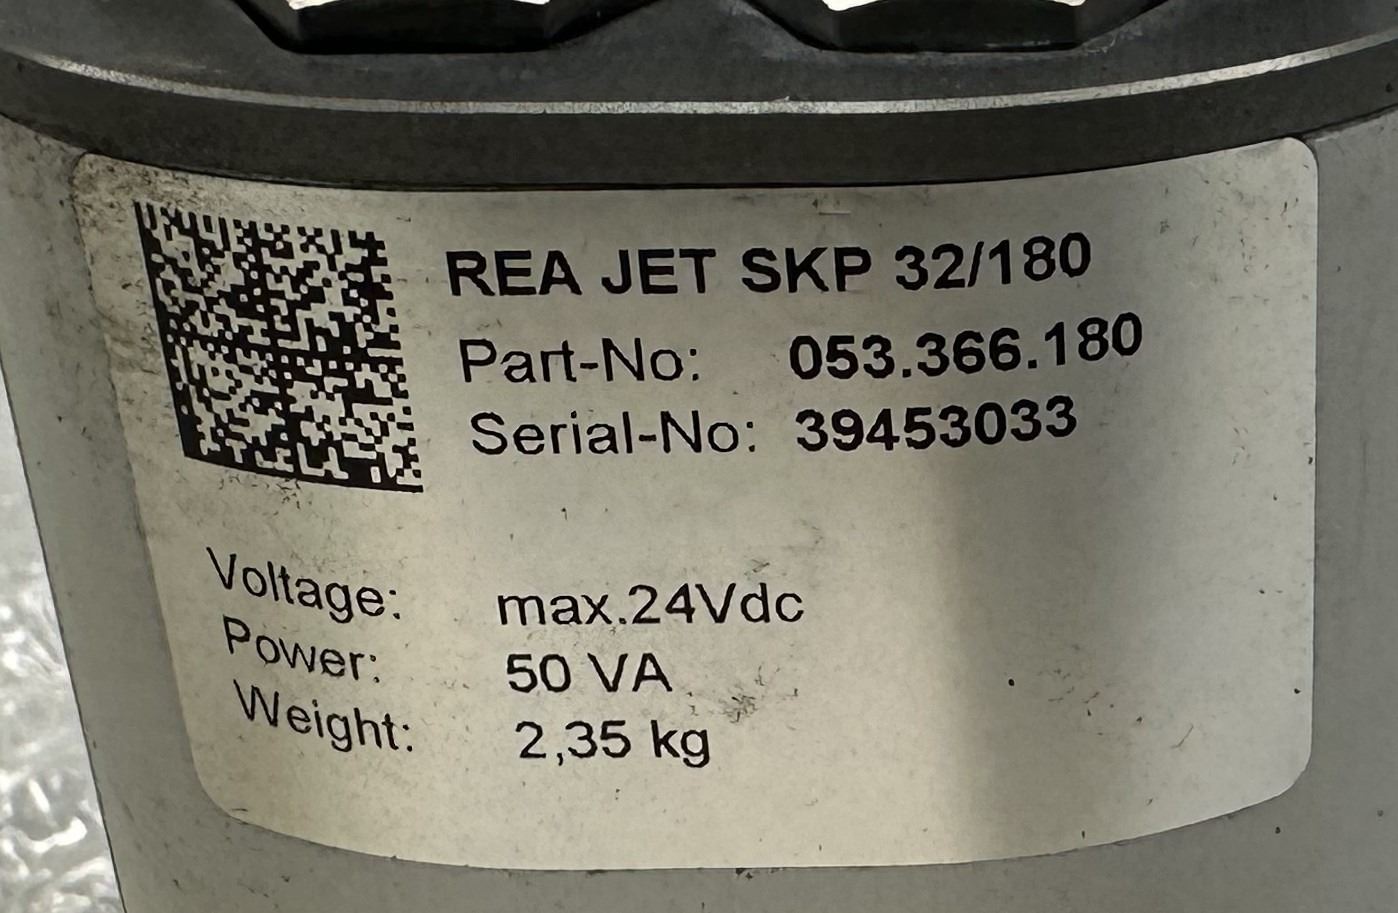 REA JET SKP 32/180
Part-No: 053.366.180
Serial-No: 39453033
Voltage: max.24Vdc
Power: 50 VA
Weight: 2,35 kg